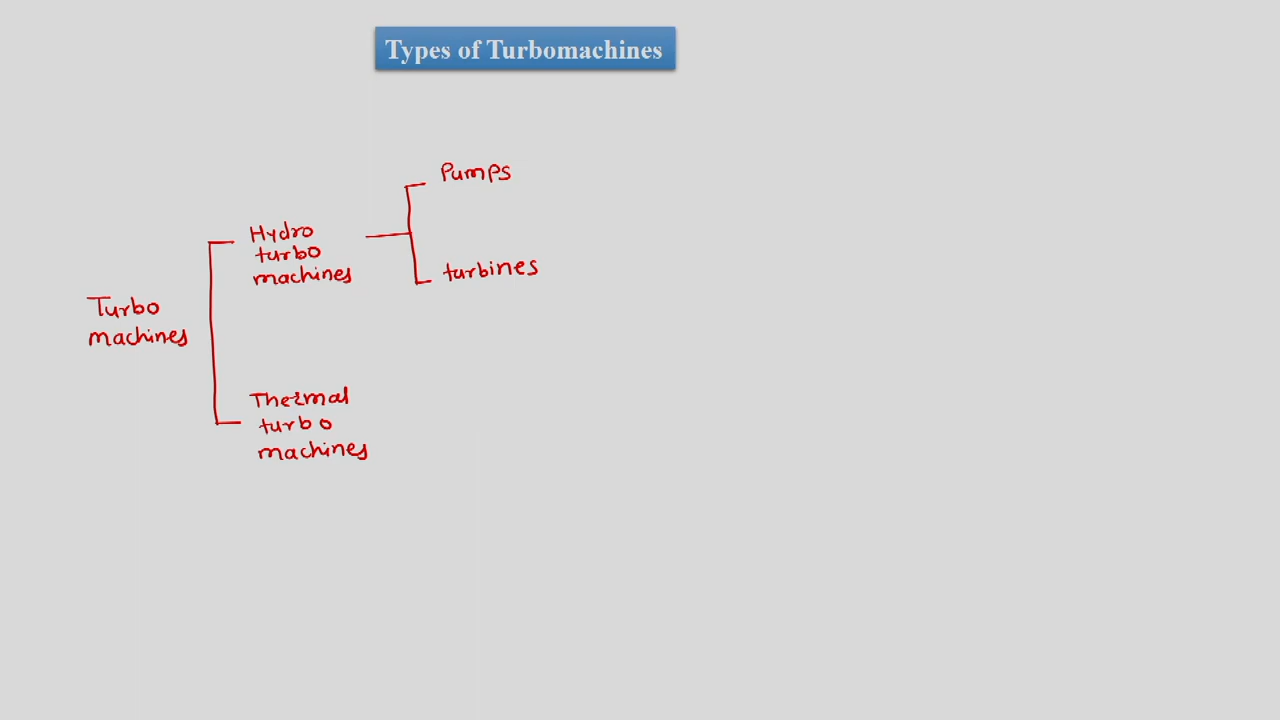 Types of Turbomachines
Pumps
Hydro
turbo
machines
turbines
Turbo
machines
Thermal
turbo
machines